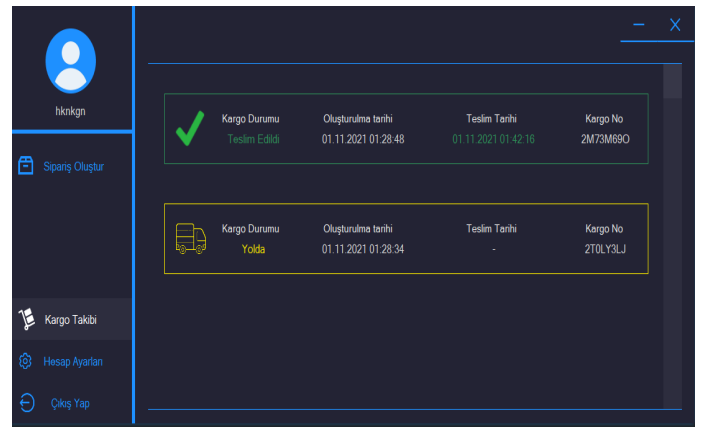 hknkgn
Sipariş Oluştur
Kargo Takibi
Hesap Ayarları
Çıkış Yap
Kargo Durumu Oluşturulma tarihi Teslim Tarihi Kargo No
Teslim Edildi 01.11.2021 01:28:48 01.11.2021 01:42:16 2M73M69O
Kargo Durumu Oluşturulma tarihi Teslim Tarihi Kargo No
Yolda 01.11.2021 01:28:34 - 2T0LY3LJ